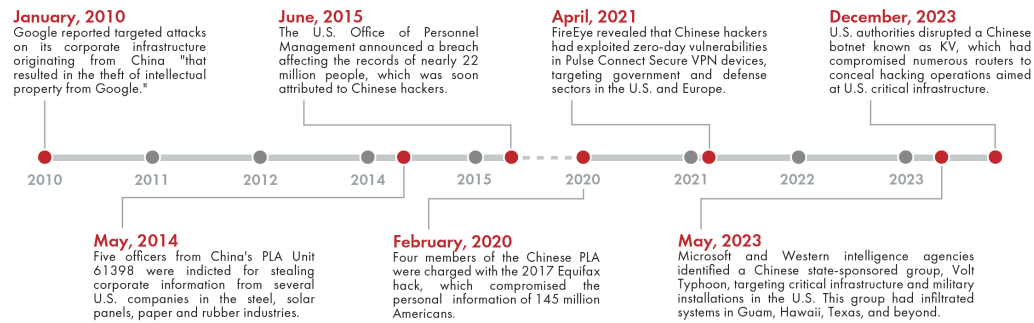 January, 2010
Google reported targeted attacks
on its corporate infrastructure
originating from China "that
resulted in the theft of intellectual
property from Google."
June, 2015
The U.S. Office of Personnel
Management announced a breach
affecting the records of nearly 22
million people, which was soon
attributed to Chinese hackers.
April, 2021
FireEye revealed that Chinese hackers
had exploited zero-day vulnerabilities
in Pulse Connect Secure VPN devices,
targeting government and defense
sectors in the U.S. and Europe.
December, 2023
U.S. authorities disrupted a Chinese
botnet known as KV, which had
compromised numerous routers to
conceal hacking operations aimed
at U.S. critical infrastructure.
2010 2011 2012 2014 2015 2020 2021 2022 2023
May, 2014
Five officers from China's PLA Unit
61398 were indicted for stealing
corporate information from several
U.S. companies in the steel, solar
panels, paper and rubber industries.
February, 2020
Four members of the Chinese PLA
were charged with the 2017 Equifax
hack, which compromised the
personal information of 145 million
Americans.
May, 2023
Microsoft and Western intelligence agencies
identified a Chinese state-sponsored group, Volt
Typhoon, targeting critical infrastructure and military
installations in the U.S. This group had infiltrated
systems in Guam, Hawaii, Texas, and beyond.